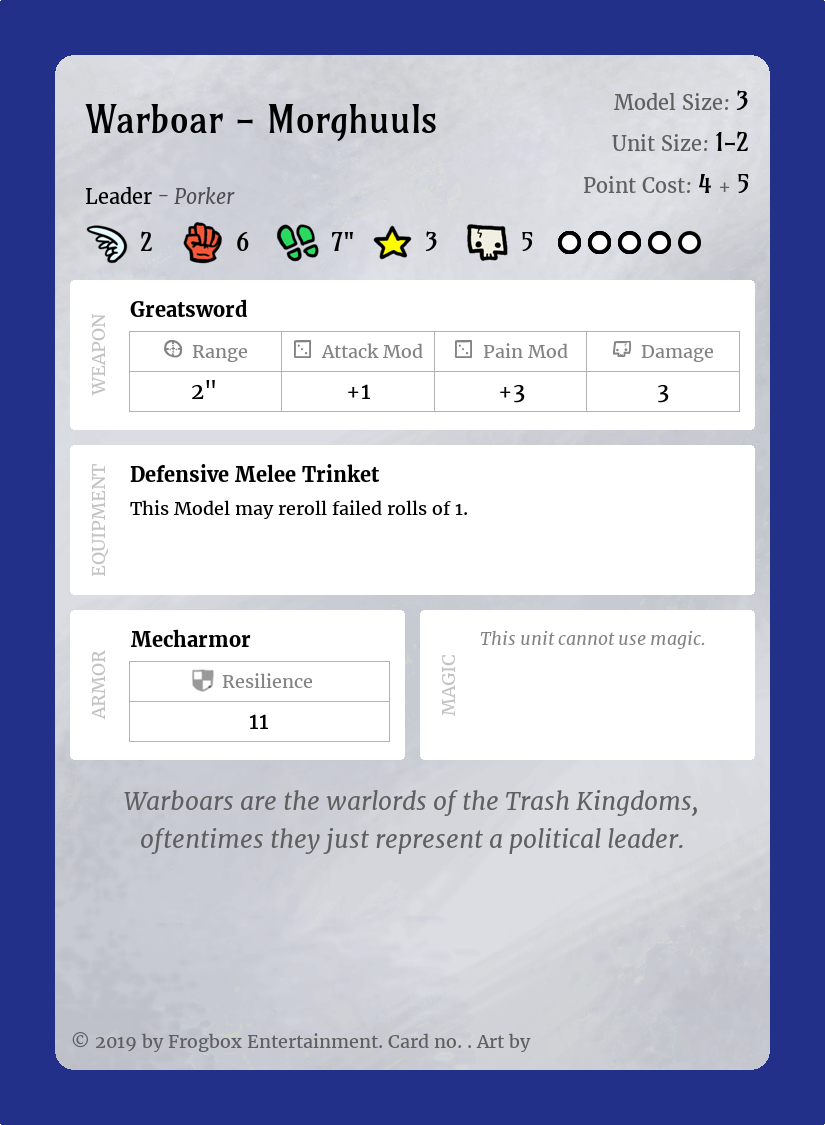 Warboar – Morghuuls
Model Size: 3
Unit Size: 1–2
Point Cost: 4 + 5
Leader – Porker
2 6 7" 3 5
WEAPON
Greatsword
Range Attack Mod Pain Mod Damage
2" +1 +3 3
EQUIPMENT
Defensive Melee Trinket
This Model may reroll failed rolls of 1.
ARMOR
Mecharmor
Resilience
11
MAGIC
This unit cannot use magic.
Warboars are the warlords of the Trash Kingdoms,
oftentimes they just represent a political leader.
© 2019 by Frogbox Entertainment. Card no. . Art by